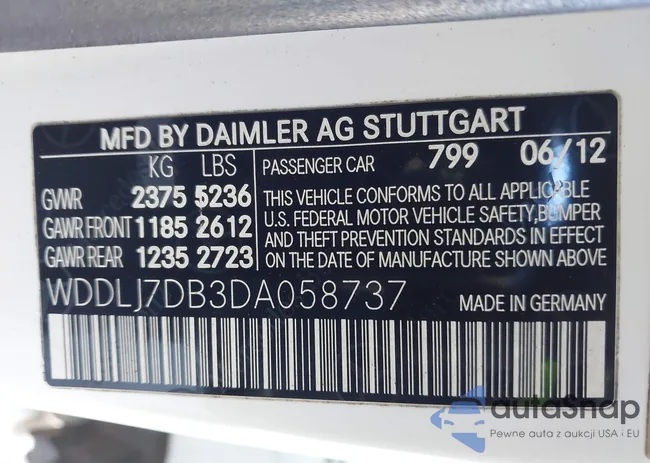 MFD BY DAIMLER AG STUTTGART
KG LBS PASSENGER CAR 799 06/12
GVWR 2375 5236 THIS VEHICLE CONFORMS TO ALL APPLICABLE
GAWR FRONT 1185 2612 U.S. FEDERAL MOTOR VEHICLE SAFETY, BUMPER
GAWR REAR 1235 2723 AND THEFT PREVENTION STANDARDS IN EFFECT
ON THE DATE OF MANUFACTURE SHOWN ABOVE
WDDLJ7DB3DA058737 MADE IN GERMANY
autaSnap
Pewne auta z aukcji USA i EU